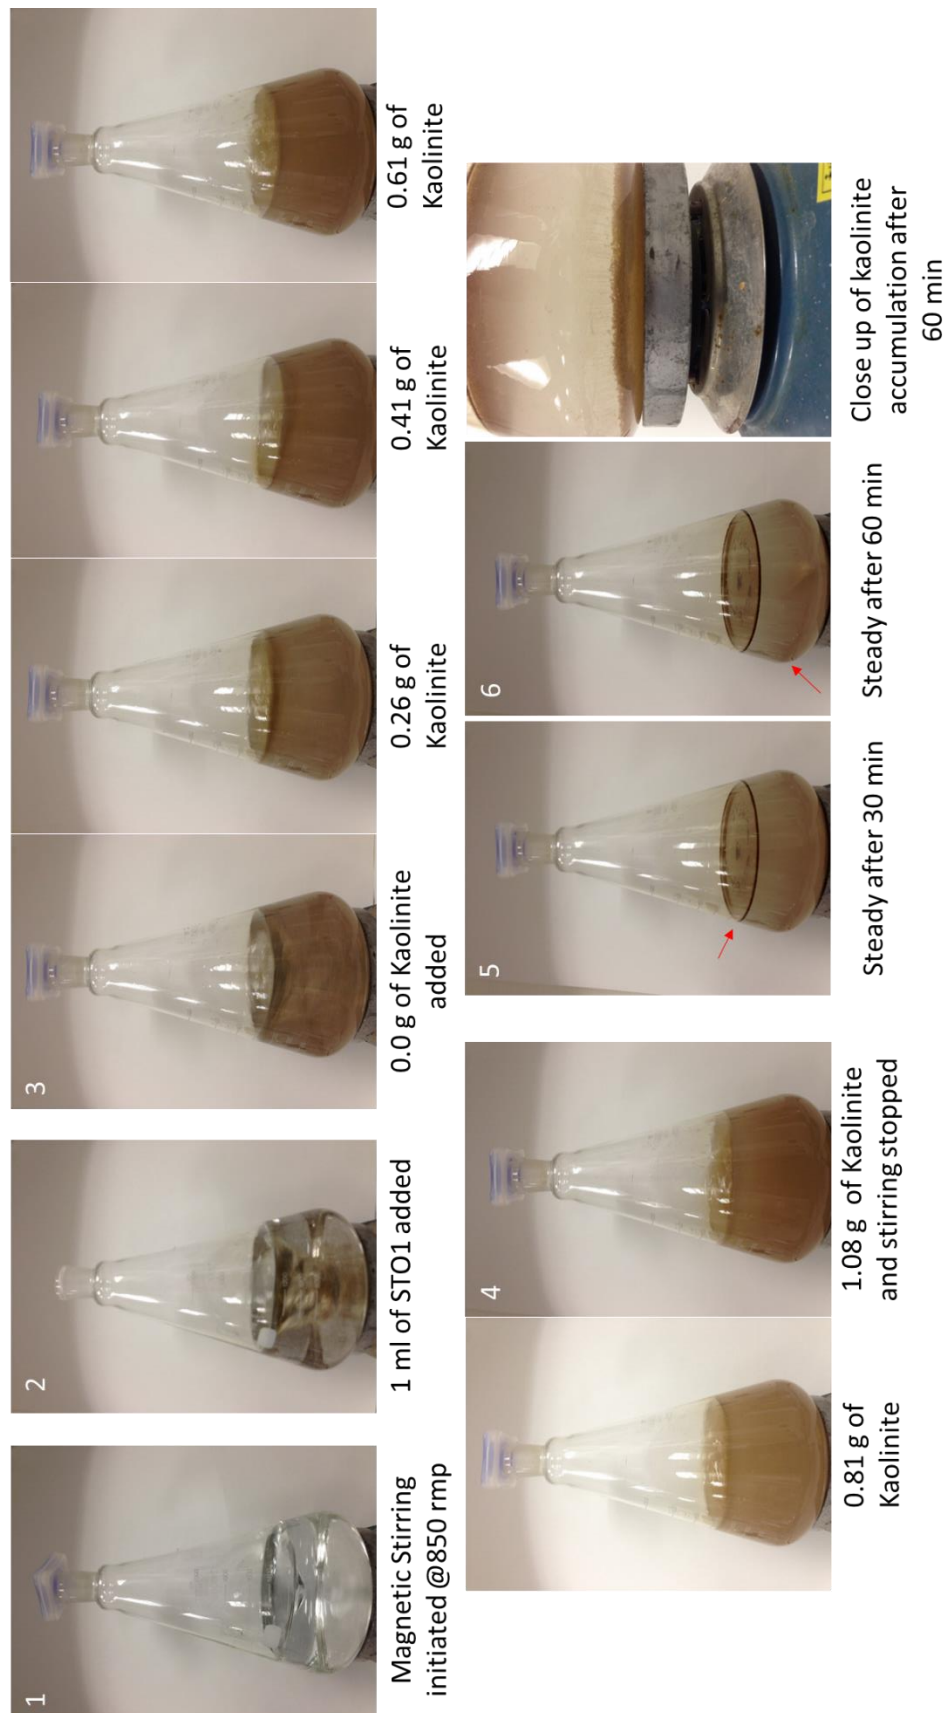 1
Magnetic Stirring
initiated @850 rmp
2
1 ml of STO1 added
3
0.0 g of Kaolinite
added
0.26 g of
Kaolinite
0.41 g of
Kaolinite
0.61 g of
Kaolinite
0.81 g of
Kaolinite
4
1.08 g of Kaolinite
and stirring stopped
5
Steady after 30 min
6
Steady after 60 min
Close up of kaolinite
accumulation after
60 min